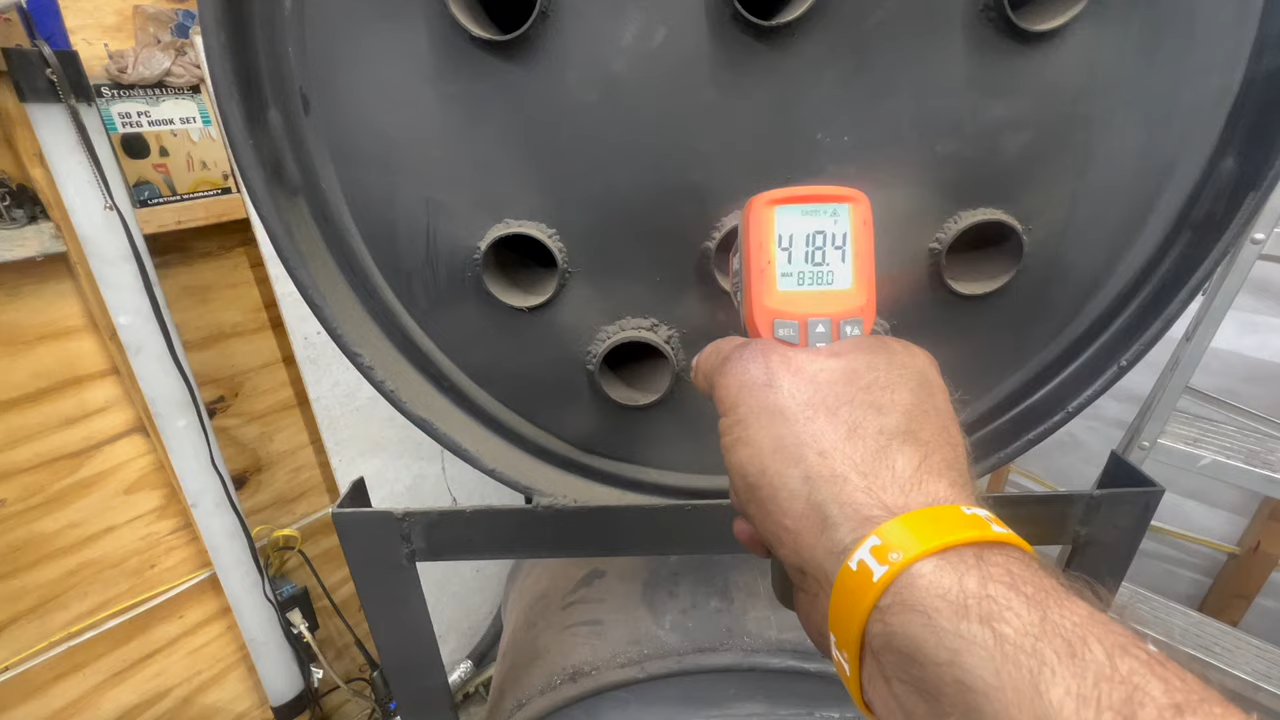 STONEBRIDGE
50 PC
PEG HOOK SET
LIFETIME WARRANTY
F
418.4
MAX 838.0
SEL
T
T